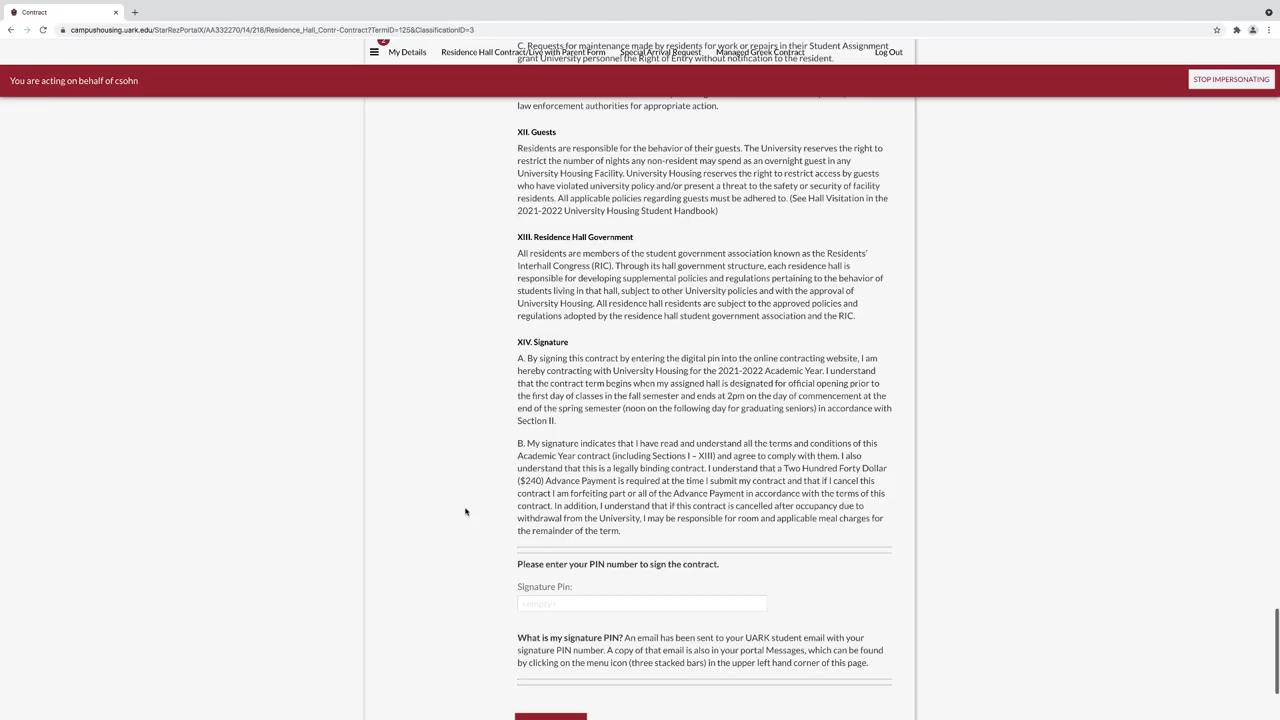 Contract
campushousing.uark.edu/StarRezPortalX/AA332270/14/218/Residence_Hall_Contr-Contract?TermID=125&ClassificationID=3
2
My Details
Residence Hall Contract/Live with Parent Form
Special Arrival Request
Managed Greek Contract
Log Out
C. Requests for maintenance made by residents for work or repairs in their Student Assignment
grant University personnel the Right of Entry without notification to the resident.
You are acting on behalf of csohn
STOP IMPERSONATING
law enforcement authorities for appropriate action.
XII. Guests
Residents are responsible for the behavior of their guests. The University reserves the right to
restrict the number of nights any non-resident may spend as an overnight guest in any
University Housing Facility. University Housing reserves the right to restrict access by guests
who have violated university policy and/or present a threat to the safety or security of facility
residents. All applicable policies regarding guests must be adhered to. (See Hall Visitation in the
2021-2022 University Housing Student Handbook)
XIII. Residence Hall Government
All residents are members of the student government association known as the Residents'
Interhall Congress (RIC). Through its hall government structure, each residence hall is
responsible for developing supplemental policies and regulations pertaining to the behavior of
students living in that hall, subject to other University policies and with the approval of
University Housing. All residence hall residents are subject to the approved policies and
regulations adopted by the residence hall student government association and the RIC.
XIV. Signature
A. By signing this contract by entering the digital pin into the online contracting website, I am
hereby contracting with University Housing for the 2021-2022 Academic Year. I understand
that the contract term begins when my assigned hall is designated for official opening prior to
the first day of classes in the fall semester and ends at 2pm on the day of commencement at the
end of the spring semester (noon on the following day for graduating seniors) in accordance with
Section II.
B. My signature indicates that I have read and understand all the terms and conditions of this
Academic Year contract (including Sections I – XIII) and agree to comply with them. I also
understand that this is a legally binding contract. I understand that a Two Hundred Forty Dollar
($240) Advance Payment is required at the time I submit my contract and that if I cancel this
contract I am forfeiting part or all of the Advance Payment in accordance with the terms of this
contract. In addition, I understand that if this contract is cancelled after occupancy due to
withdrawal from the University, I may be responsible for room and applicable meal charges for
the remainder of the term.
Please enter your PIN number to sign the contract.
Signature Pin:
<empty>
What is my signature PIN? An email has been sent to your UARK student email with your
signature PIN number. A copy of that email is also in your portal Messages, which can be found
by clicking on the menu icon (three stacked bars) in the upper left hand corner of this page.